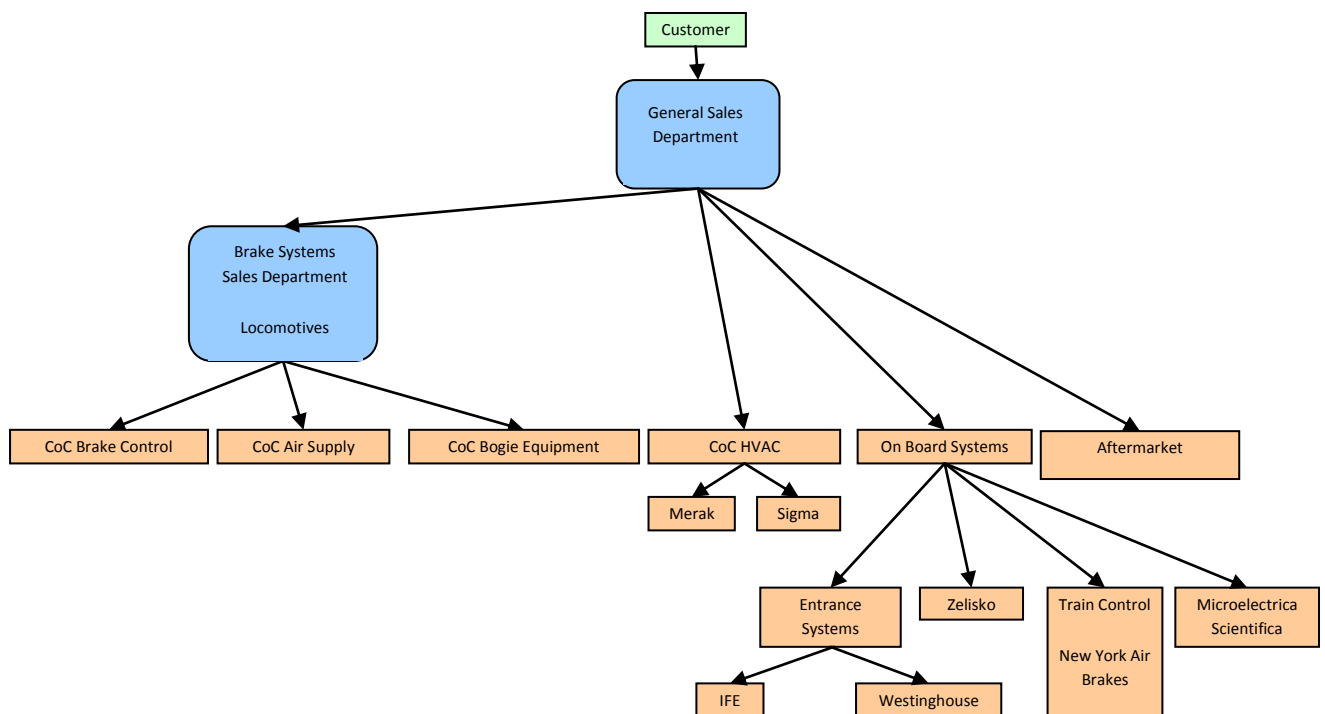 Customer
General Sales
Department
Brake Systems
Sales Department
Locomotives
CoC Brake Control
CoC Air Supply
CoC Bogie Equipment
CoC HVAC
On Board Systems
Aftermarket
Merak
Sigma
Entrance
Systems
Zelisko
Train Control
New York Air
Brakes
Microelectrica
Scientifica
IFE
Westinghouse